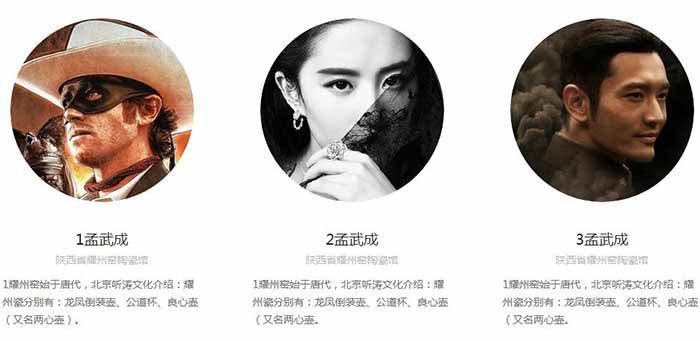 1孟武成
陕西省耀州窑陶瓷馆
1耀州窑始于唐代，北京听涛文化介绍：耀
州瓷分别有：龙凤倒装壶、公道杯、良心壶
（又名两心壶）。
2孟武成
陕西省耀州窑陶瓷馆
1耀州窑始于唐代，北京听涛文化介绍：耀
州瓷分别有：龙凤倒装壶、公道杯、良心壶
（又名两心壶。
3孟武成
陕西省耀州窑陶瓷馆
1耀州窑始于唐代，北京听涛文化介绍：耀
州瓷分别有：龙凤倒装壶、公道杯、良心壶
（又名两心壶。